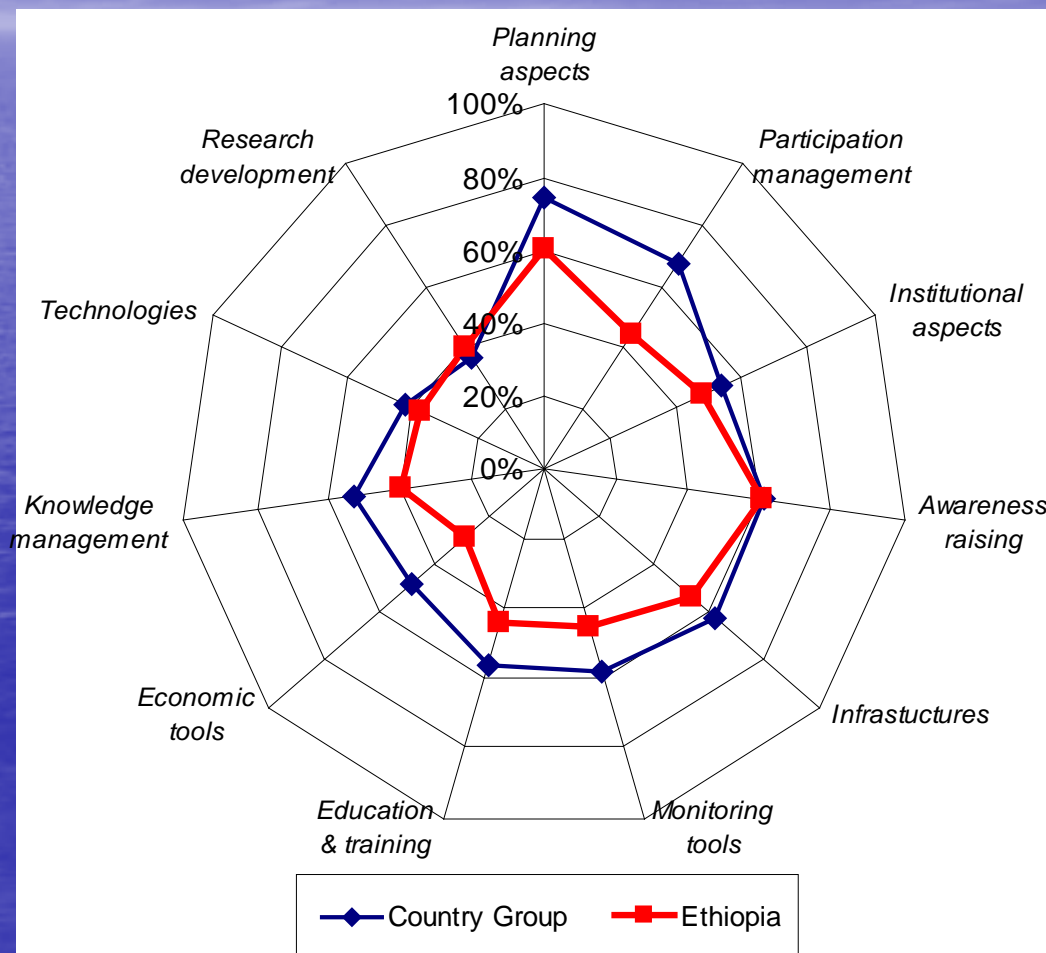 Planning
aspects
Participation
management
Institutional
aspects
Awareness
raising
Infrastuctures
Monitoring
tools
Education
& training
Economic
tools
Knowledge
management
Technologies
Research
development
100%
80%
60%
40%
20%
0%
Country Group
Ethiopia